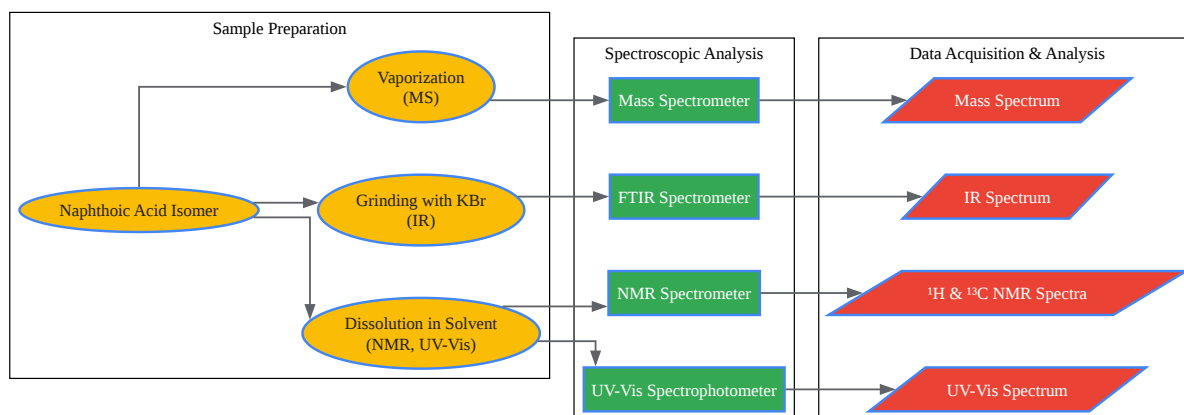 Sample Preparation
Spectroscopic Analysis
Data Acquisition & Analysis
Vaporization
(MS)
Mass Spectrometer
Mass Spectrum
Naphthoic Acid Isomer
Grinding with KBr
(IR)
FTIR Spectrometer
IR Spectrum
Dissolution in Solvent
(NMR, UV-Vis)
NMR Spectrometer
¹H & ¹³C NMR Spectra
UV-Vis Spectrophotometer
UV-Vis Spectrum